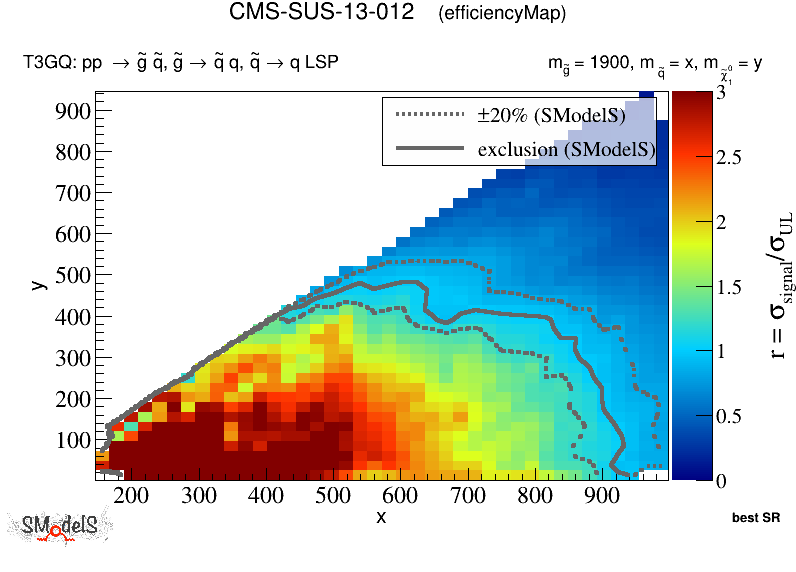 CMS-SUS-13-012 (efficiencyMap)
T3GQ: pp → g̃ q̃, g̃ → q̃ q, q̃ → q LSP
m_g̃ = 1900, m_q̃ = x, m_χ̃₁⁰ = y
±20% (SModelS)
exclusion (SModelS)
900
800
700
600
500
400
300
200
100
y
200 300 400 500 600 700 800 900
x
3
2.5
2
1.5
1
0.5
0
r = σ_signal/σ_UL
SModelS
best SR